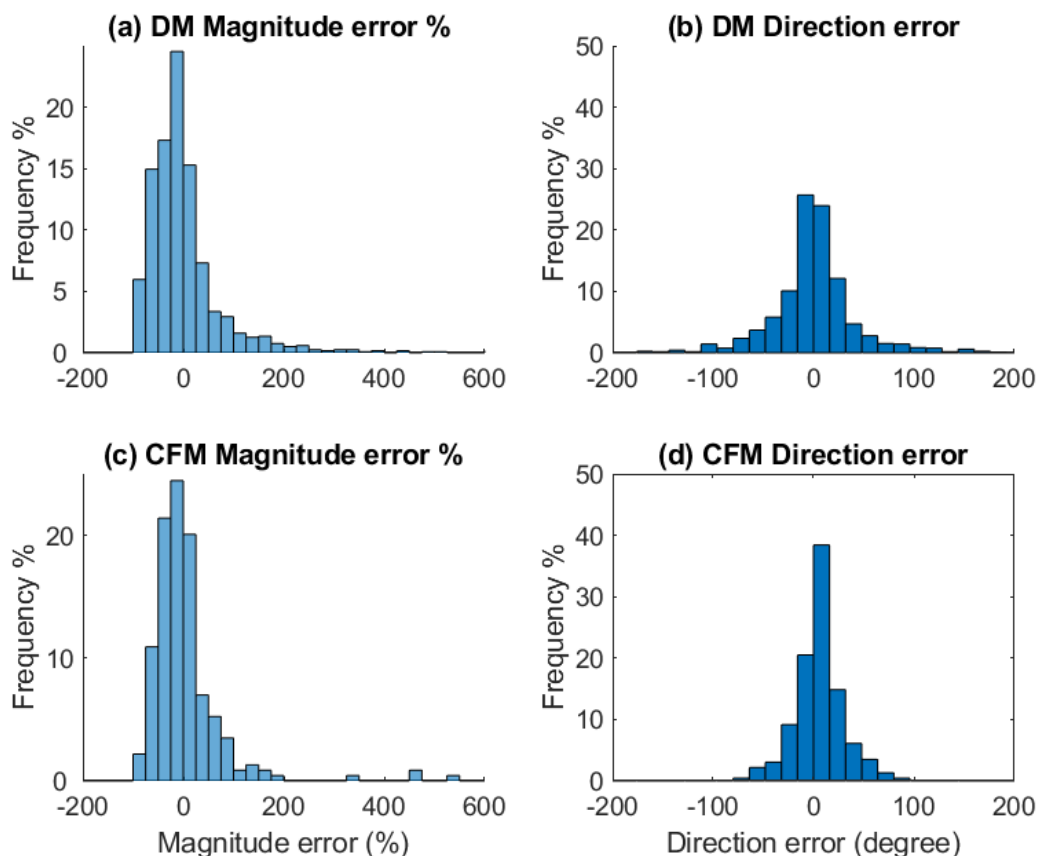 (a) DM Magnitude error %
(b) DM Direction error
Frequency %
20
15
10
5
0
-200 0 200 400 600
Frequency %
50
40
30
20
10
0
-200 -100 0 100 200
(c) CFM Magnitude error %
(d) CFM Direction error
Frequency %
20
10
0
-200 0 200 400 600
Magnitude error (%)
Frequency %
50
40
30
20
10
0
-200 -100 0 100 200
Direction error (degree)